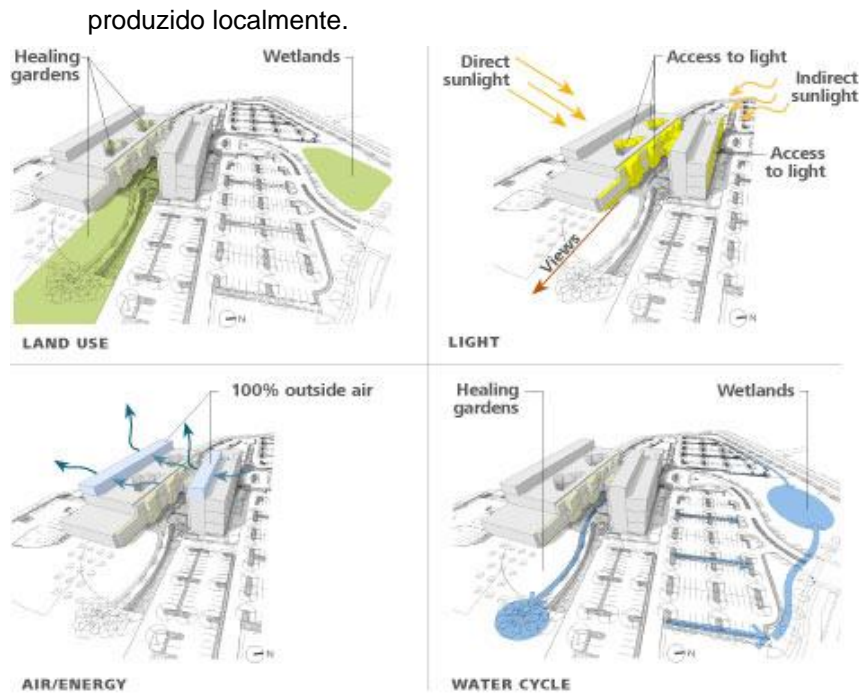 produzido localmente.
Healing
gardens
Wetlands
LAND USE
N
Direct
sunlight
Access to light
Indirect
sunlight
Access
to light
Views
LIGHT
N
100% outside air
AIR/ENERGY
N
Healing
gardens
Wetlands
WATER CYCLE
N